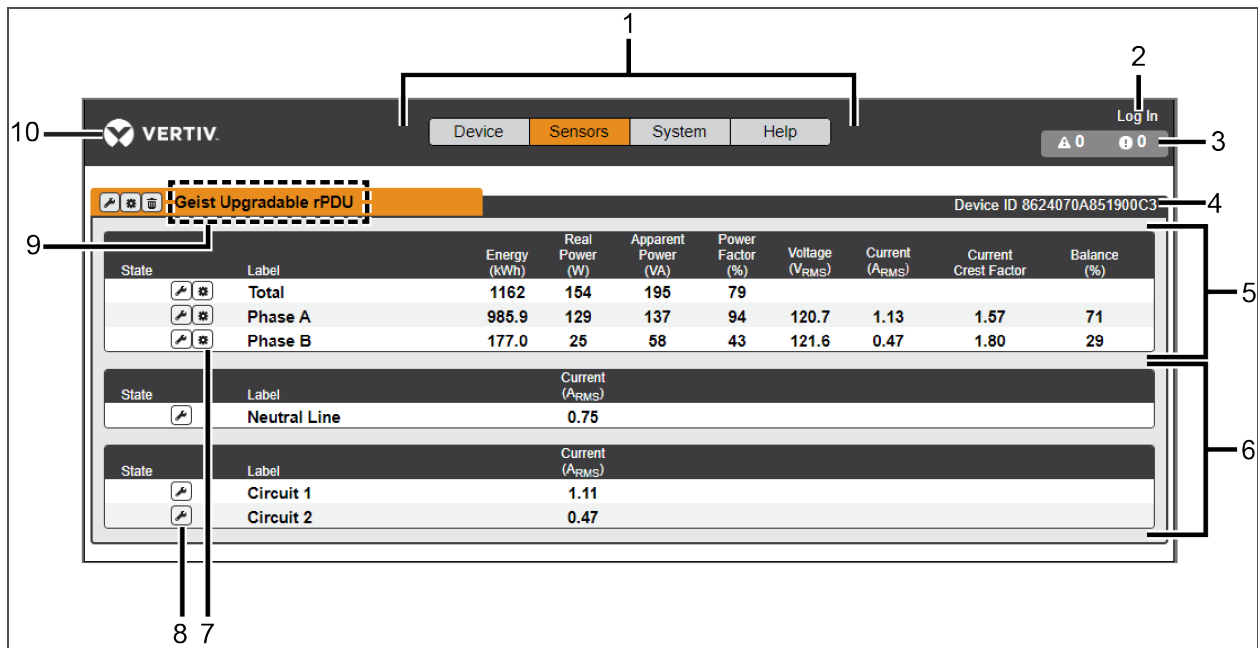 1
2
Log In
10
VERTIV.
Device Sensors System Help
0 0
3
Geist Upgradable rPDU
Device ID 8624070A851900C3
4
9
State Label Energy (kWh) Real Power (W) Apparent Power (VA) Power Factor (%) Voltage (VRMS) Current (ARMS) Current Crest Factor Balance (%)
Total 1162 154 195 79
5
Phase A 985.9 129 137 94 120.7 1.13 1.57 71
Phase B 177.0 25 58 43 121.6 0.47 1.80 29
State Label Current (ARMS)
Neutral Line 0.75
6
State Label Current (ARMS)
Circuit 1 1.11
Circuit 2 0.47
8 7